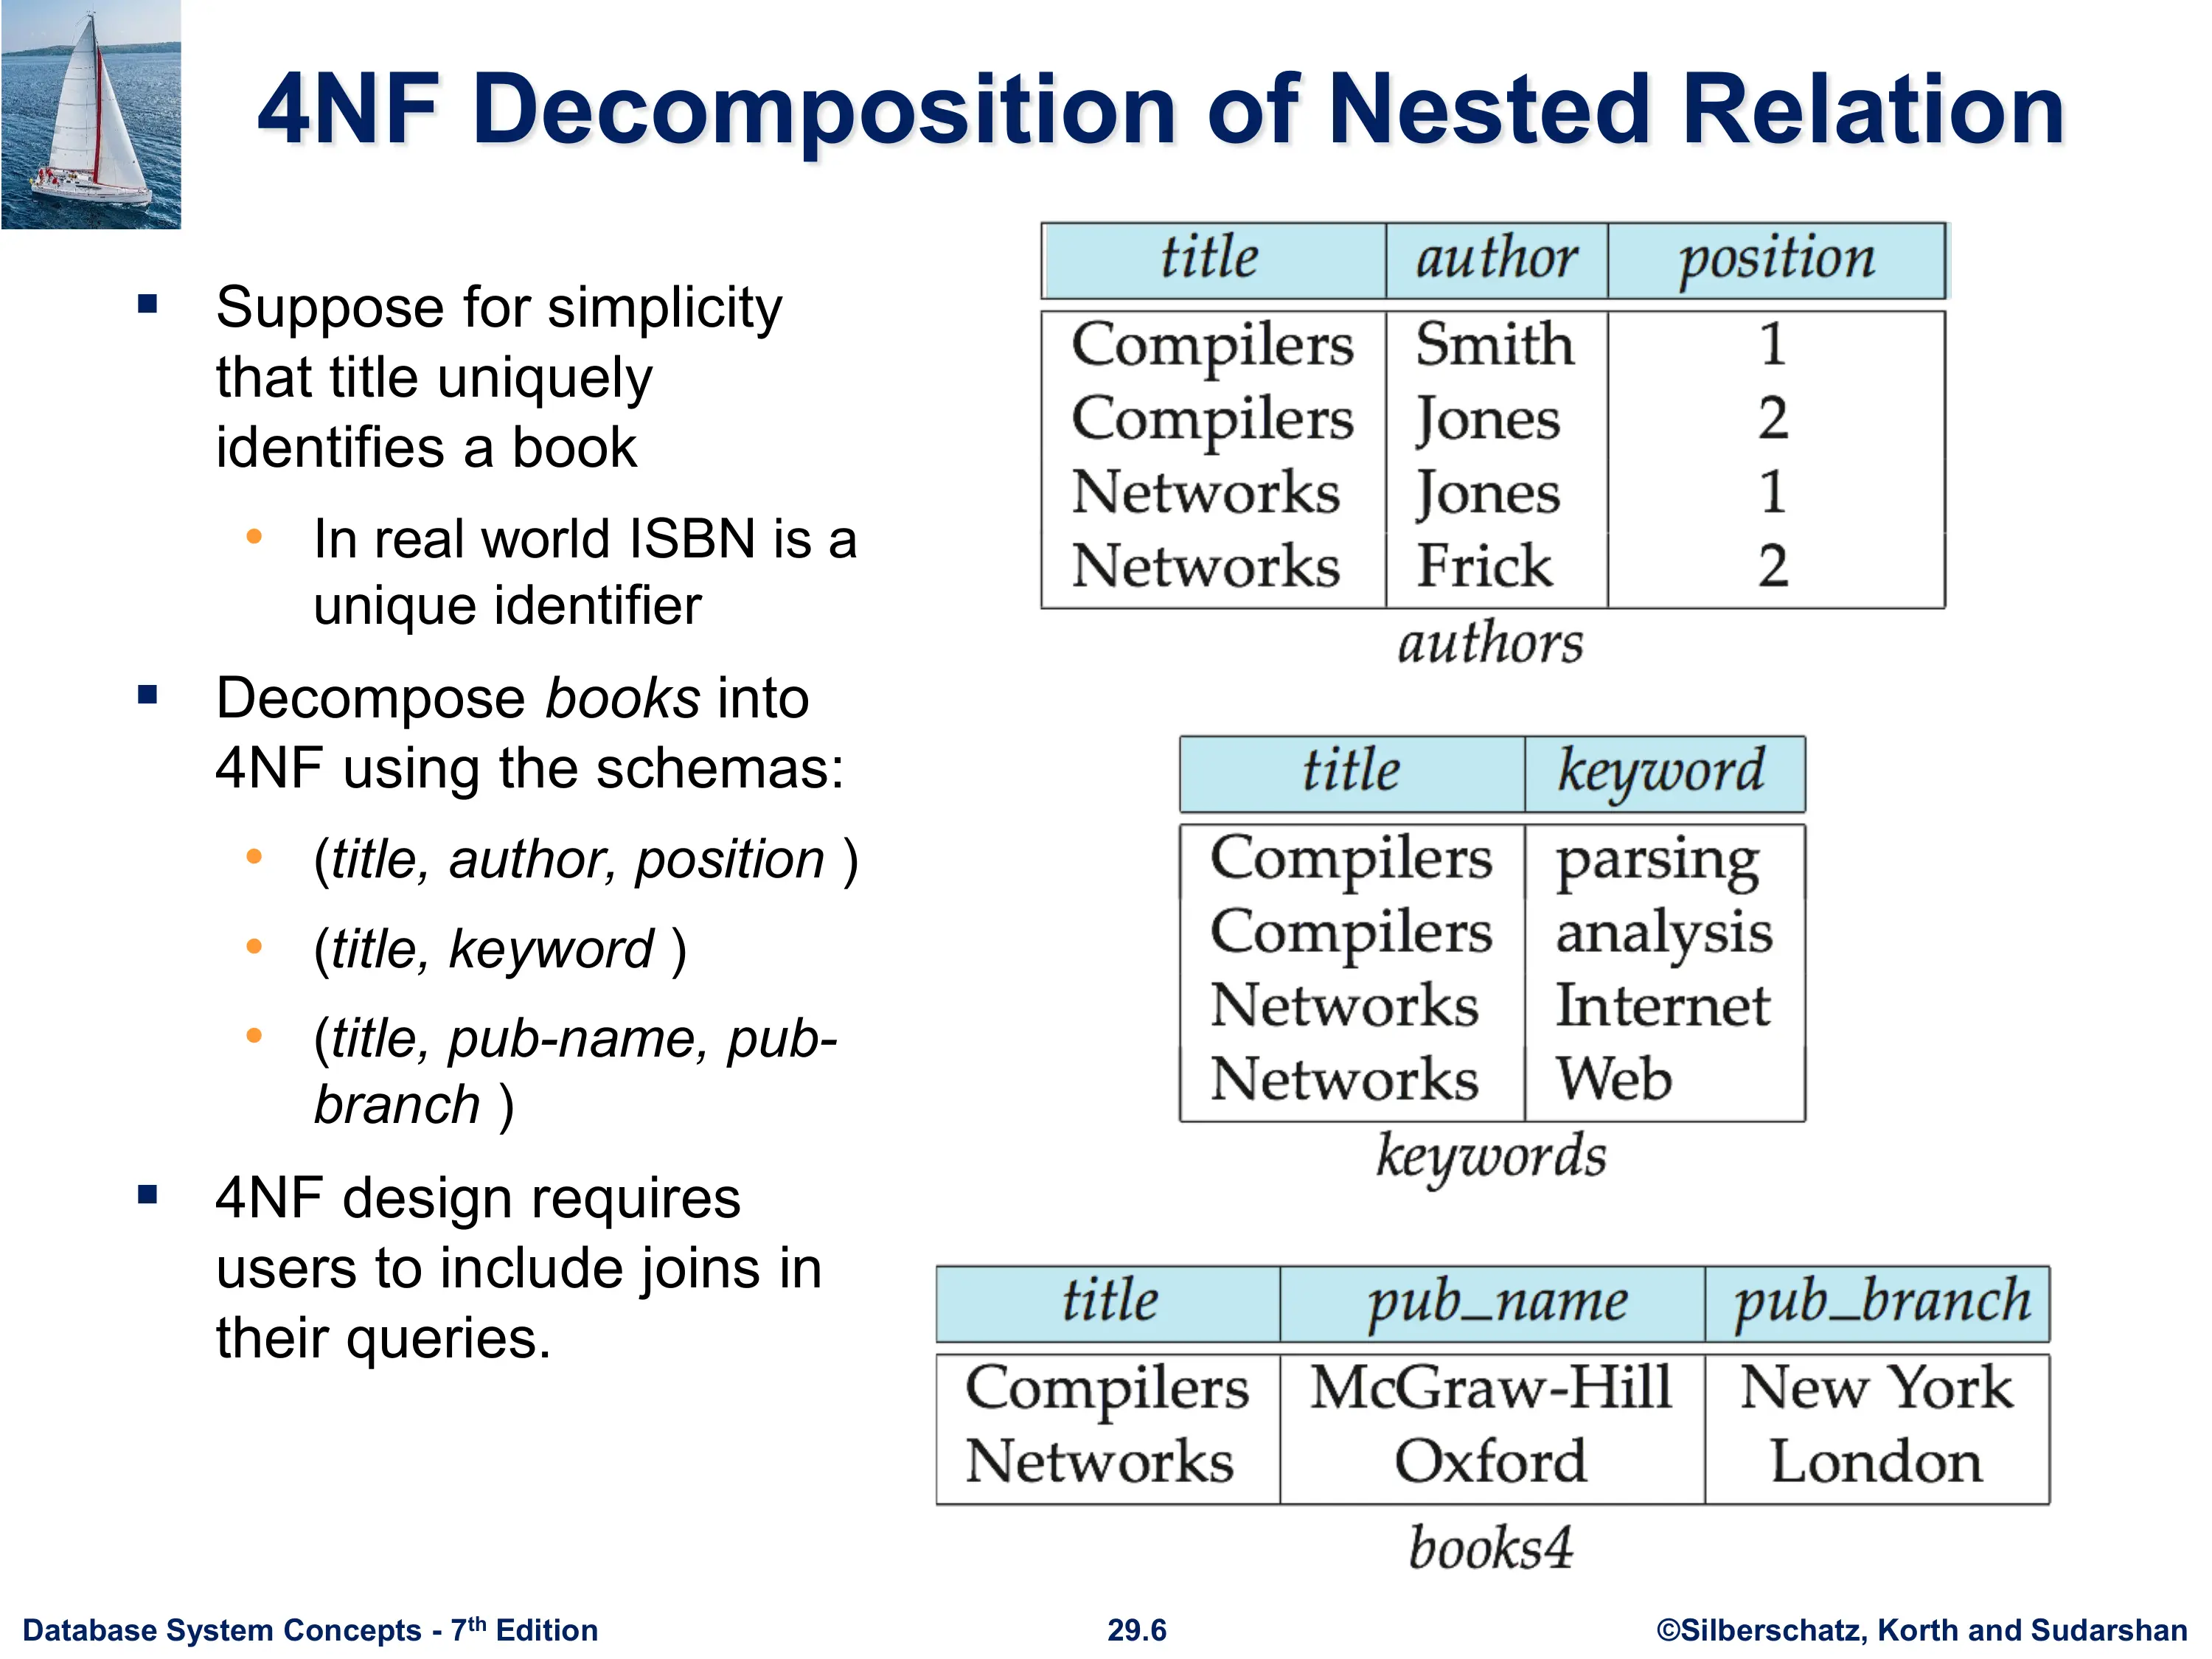 4NF Decomposition of Nested Relation
▪ Suppose for simplicity
that title uniquely
identifies a book
• In real world ISBN is a
unique identifier
▪ Decompose books into
4NF using the schemas:
• (title, author, position )
• (title, keyword )
• (title, pub-name, pub-
branch )
▪ 4NF design requires
users to include joins in
their queries.
title author position
Compilers Smith 1
Compilers Jones 2
Networks Jones 1
Networks Frick 2
authors
title keyword
Compilers parsing
Compilers analysis
Networks Internet
Networks Web
keywords
title pub_name pub_branch
Compilers McGraw-Hill New York
Networks Oxford London
books4
Database System Concepts - 7th Edition 29.6 ©Silberschatz, Korth and Sudarshan